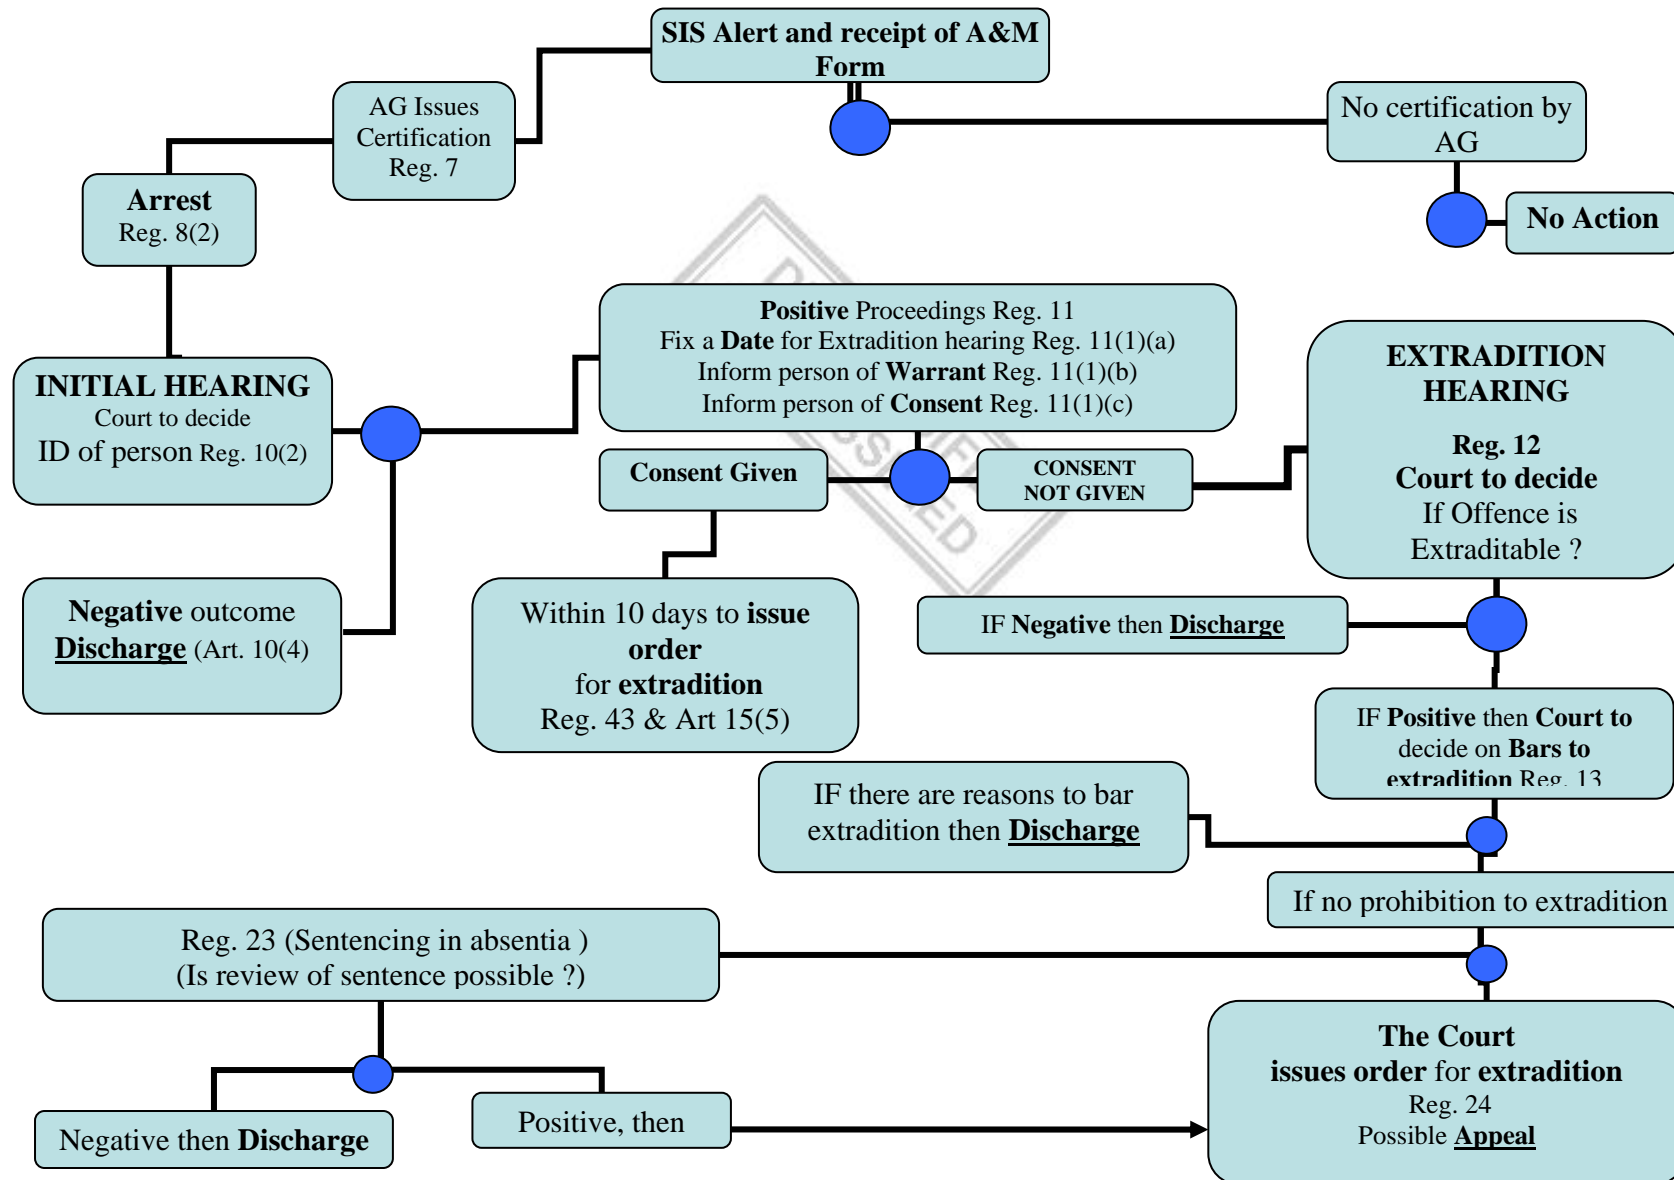 SIS Alert and receipt of A&M
Form
AG Issues
Certification
Reg. 7
No certification by
AG
Arrest
Reg. 8(2)
No Action
Positive Proceedings Reg. 11
Fix a Date for Extradition hearing Reg. 11(1)(a)
Inform person of Warrant Reg. 11(1)(b)
Inform person of Consent Reg. 11(1)(c)
INITIAL HEARING
Court to decide
ID of person Reg. 10(2)
EXTRADITION
HEARING
Reg. 12
Court to decide
If Offence is
Extraditable ?
Consent Given
CONSENT
NOT GIVEN
Negative outcome
Discharge (Art. 10(4)
Within 10 days to issue
order
for extradition
Reg. 43 & Art 15(5)
IF Negative then Discharge
IF Positive then Court to
decide on Bars to
extradition Reg. 13
IF there are reasons to bar
extradition then Discharge
If no prohibition to extradition
Reg. 23 (Sentencing in absentia )
(Is review of sentence possible ?)
The Court
issues order for extradition
Reg. 24
Possible Appeal
Negative then Discharge
Positive, then